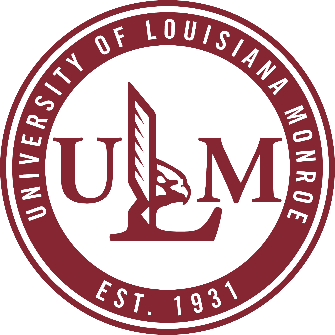 UNIVERSITY OF LOUISIANA MONROE
ULM
EST. 1931